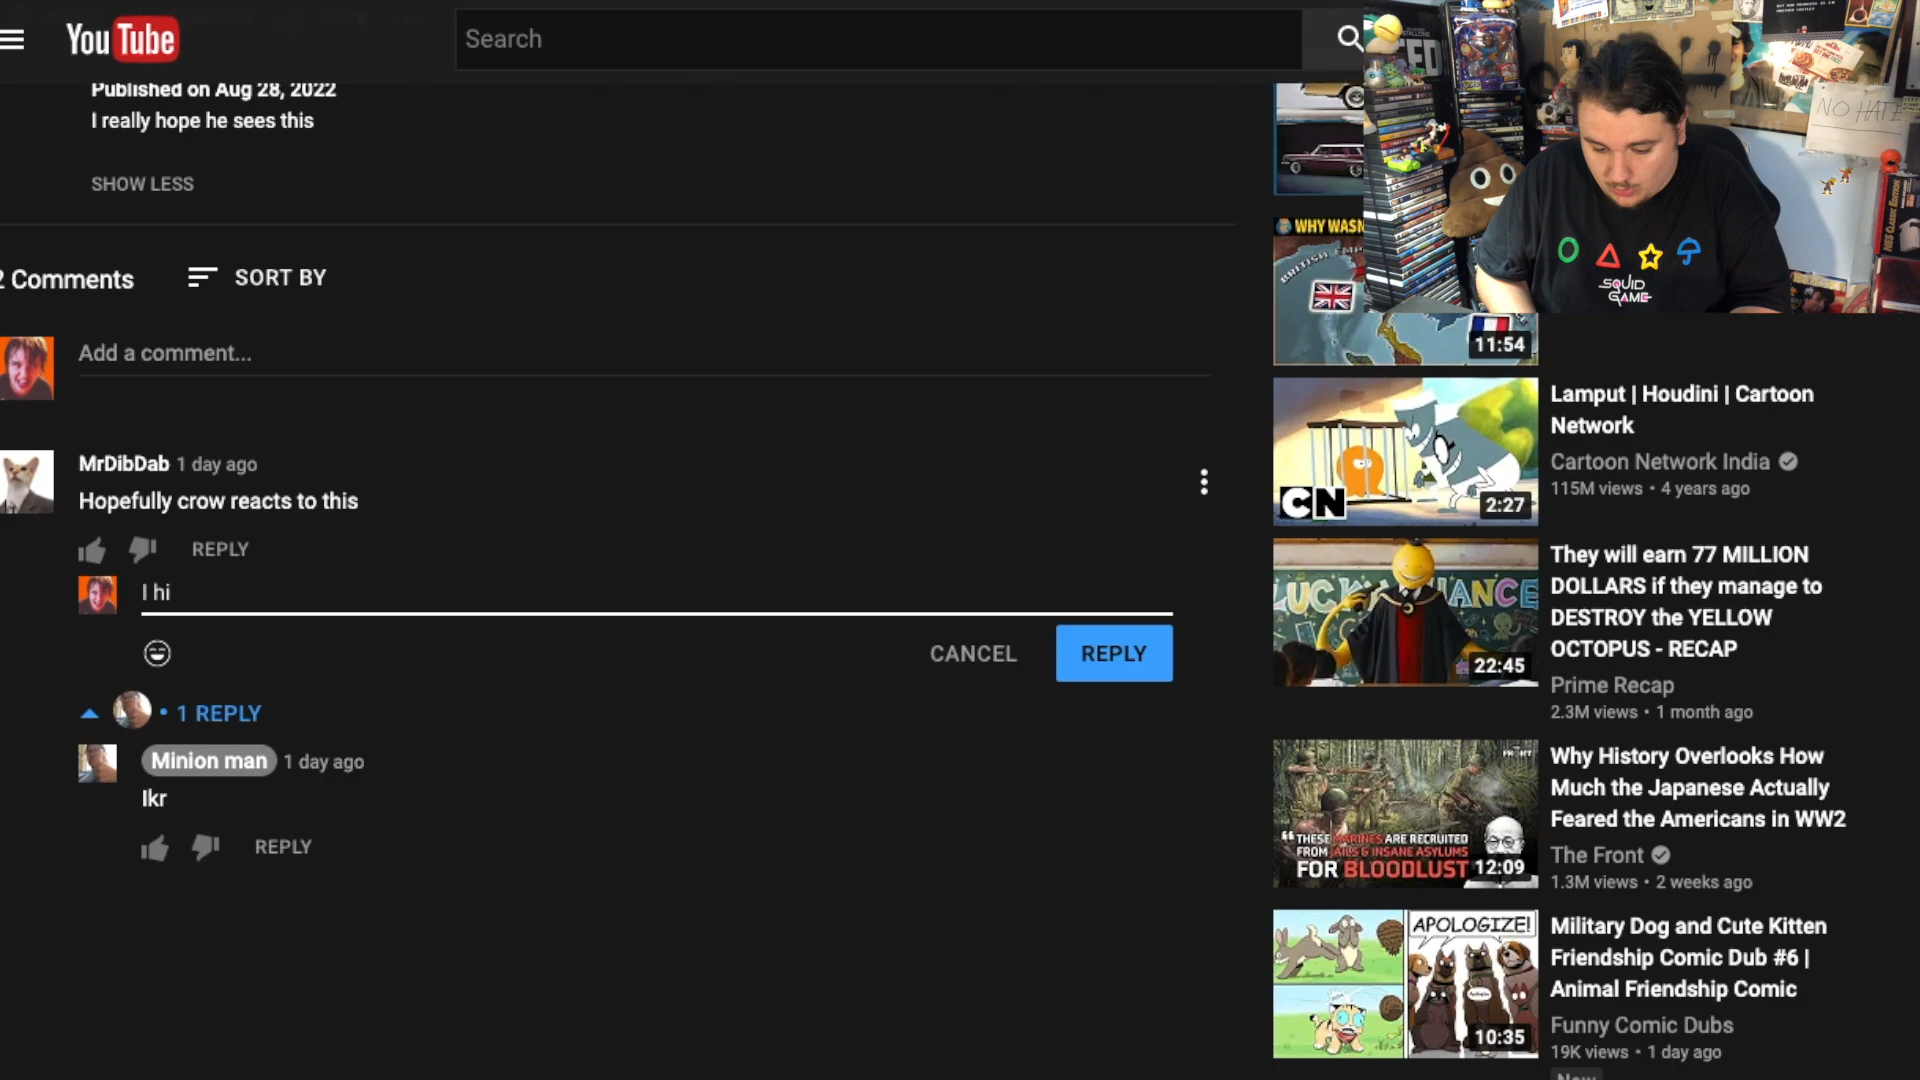 YouTube
Search
Published on Aug 28, 2022
I really hope he sees this
SHOW LESS
2 Comments
SORT BY
Add a comment...
MrDibDab 1 day ago
Hopefully crow reacts to this
REPLY
I hi
CANCEL
REPLY
• 1 REPLY
Minion man 1 day ago
Ikr
REPLY
NO HATE
SQUID
GAME
NES CLASSIC EDITION
WHY WASN
BRITISH
11:54
CN
2:27
Lamput | Houdini | Cartoon
Network
Cartoon Network India
115M views • 4 years ago
22:45
They will earn 77 MILLION
DOLLARS if they manage to
DESTROY the YELLOW
OCTOPUS - RECAP
Prime Recap
2.3M views • 1 month ago
"THESE MARINES ARE RECRUITED
FROM JAILS & INSANE ASYLUMS
FOR BLOODLUST
12:09
Why History Overlooks How
Much the Japanese Actually
Feared the Americans in WW2
The Front
1.3M views • 2 weeks ago
APOLOGIZE!
10:35
Military Dog and Cute Kitten
Friendship Comic Dub #6 |
Animal Friendship Comic
Funny Comic Dubs
19K views • 1 day ago
New